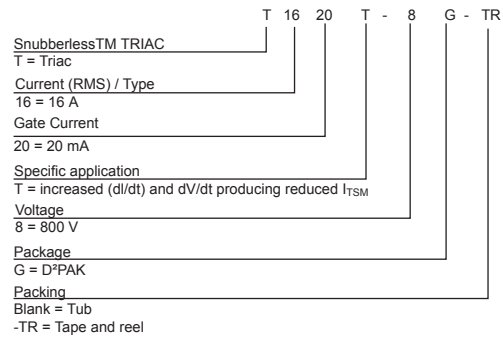 T 16 20 T - 8 G - TR
SnubberlessTM TRIAC
T = Triac
Current (RMS) / Type
16 = 16 A
Gate Current
20 = 20 mA
Specific application
T = increased (dI/dt) and dV/dt producing reduced ITSM
Voltage
8 = 800 V
Package
G = D²PAK
Packing
Blank = Tub
-TR = Tape and reel